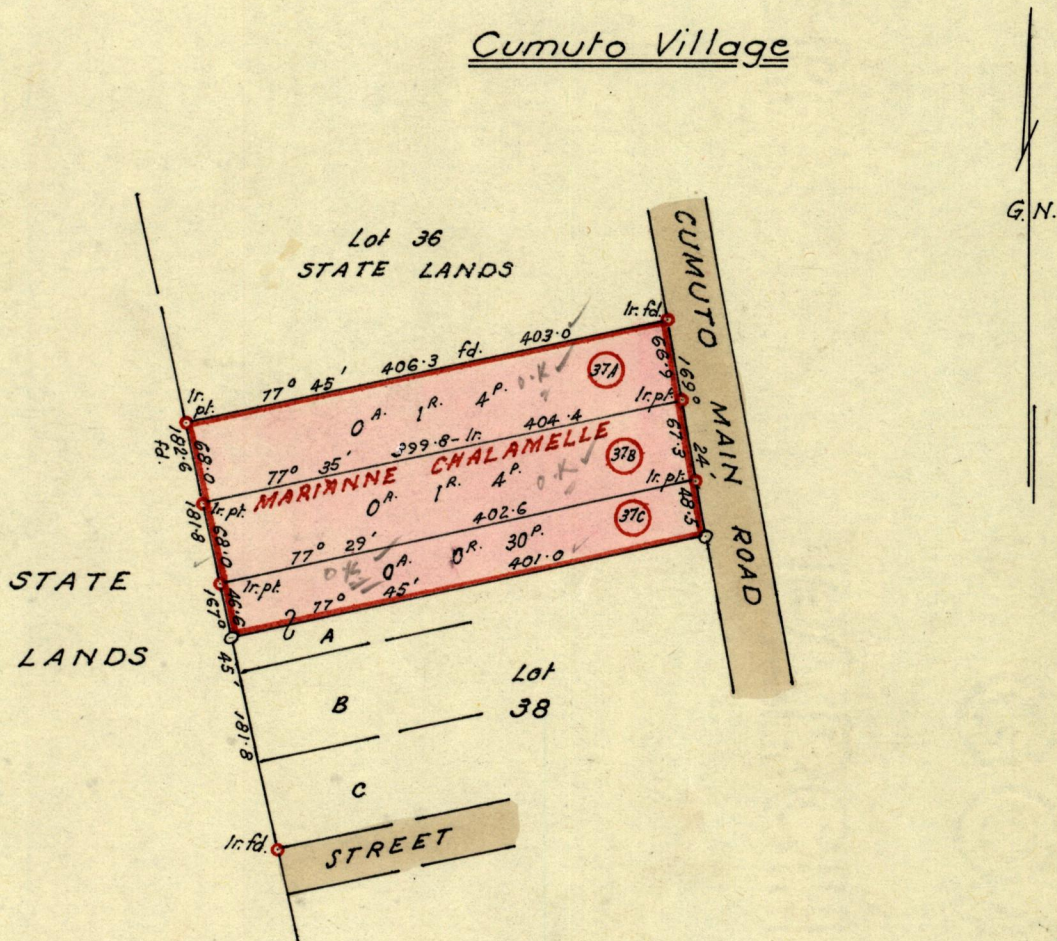 Cumuto Village
G.N.
Lot 36
STATE LANDS
CUMUTO MAIN ROAD
Ir. fd.
77° 45′ 406.3 fd. 403.0
Ir. pt.
182.6 fd.
68.0
0A. 1R. 4P.
O.K
37A
66.9
169° 24′
Ir. pt.
77° 35′ 399.8-Ir. 404.4
MARIANNE CHALAMELLE
Ir. pt.
181.8
68.0
0A. 1R. 4P.
O.K
37B
67.3
Ir. pt.
77° 29′ 402.6
Ir. pt.
46.6
0A. 0R. 30P.
37C
48.5
77° 45′ 401.0
STATE
LANDS
167° 45′
181.8
A
B
C
Lot
38
Ir. fd.
STREET